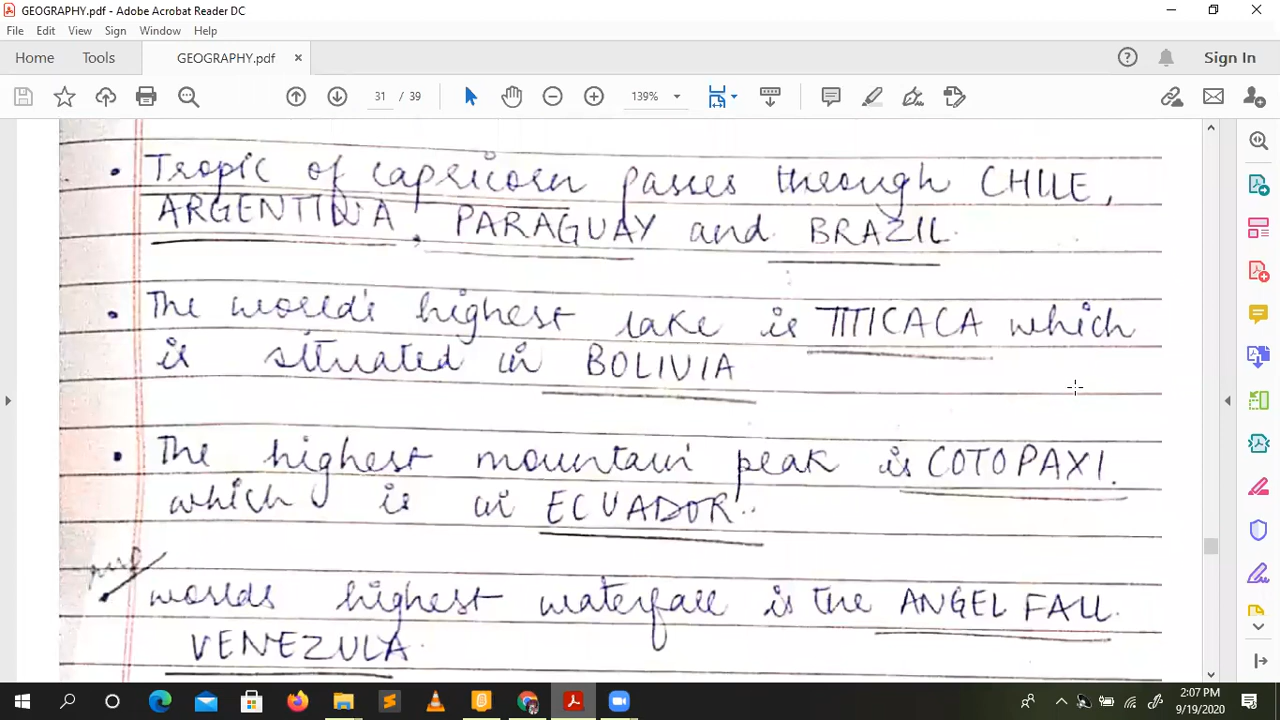 GEOGRAPHY.pdf - Adobe Acrobat Reader DC
File Edit View Sign Window Help
Home Tools GEOGRAPHY.pdf × Sign In
31 / 39 139%
• Tropic of capricorn passes through CHILE,
ARGENTINA, PARAGUAY and BRAZIL.
• The world's highest lake is TITICACA which
is situated in BOLIVIA
• The highest mountain peak is COTOPAXI.
which is in ECUADOR..
• worlds highest waterfall is the ANGEL FALL.
VENEZULA.
2:07 PM
9/19/2020